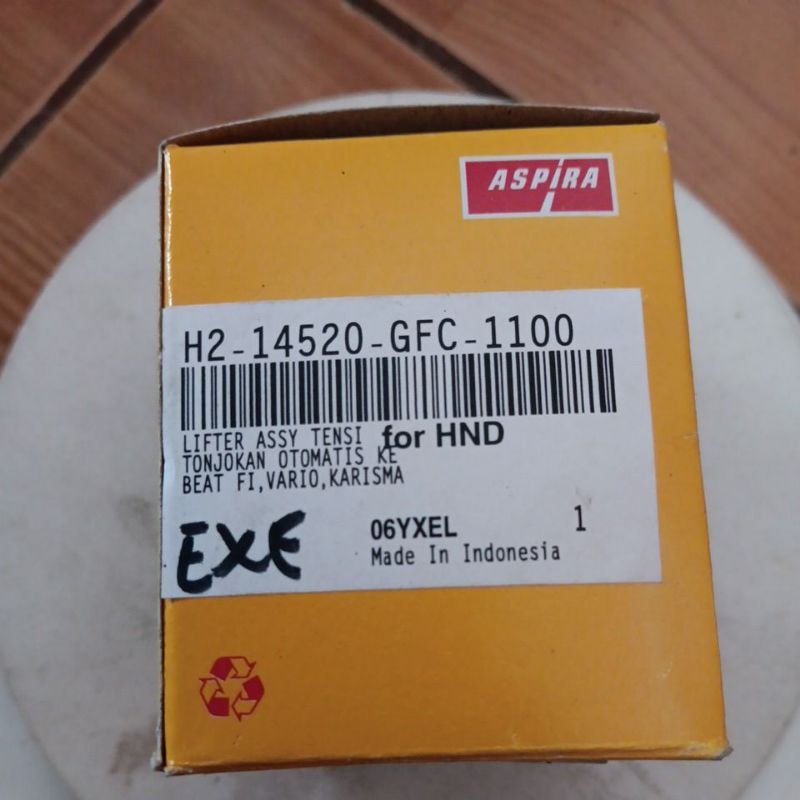 ASPIRA
H2-14520-GFC-1100
LIFTER ASSY TENSI for HND
TONJOKAN OTOMATIS KE
BEAT FI,VARIO,KARISMA
EXE
06YXEL 1
Made In Indonesia